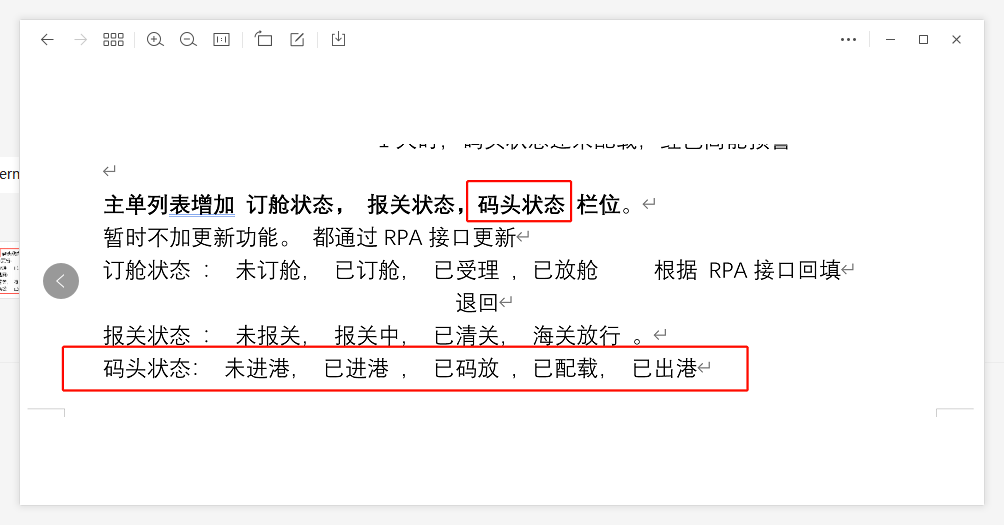 主单列表增加 订舱状态， 报关状态，码头状态 栏位。
暂时不加更新功能。 都通过 RPA 接口更新
订舱状态 ： 未订舱， 已订舱， 已受理 ，已放舱 根据 RPA 接口回填
退回
报关状态 ： 未报关， 报关中， 已清关， 海关放行 。
码头状态： 未进港， 已进港 ， 已码放 ，已配载， 已出港